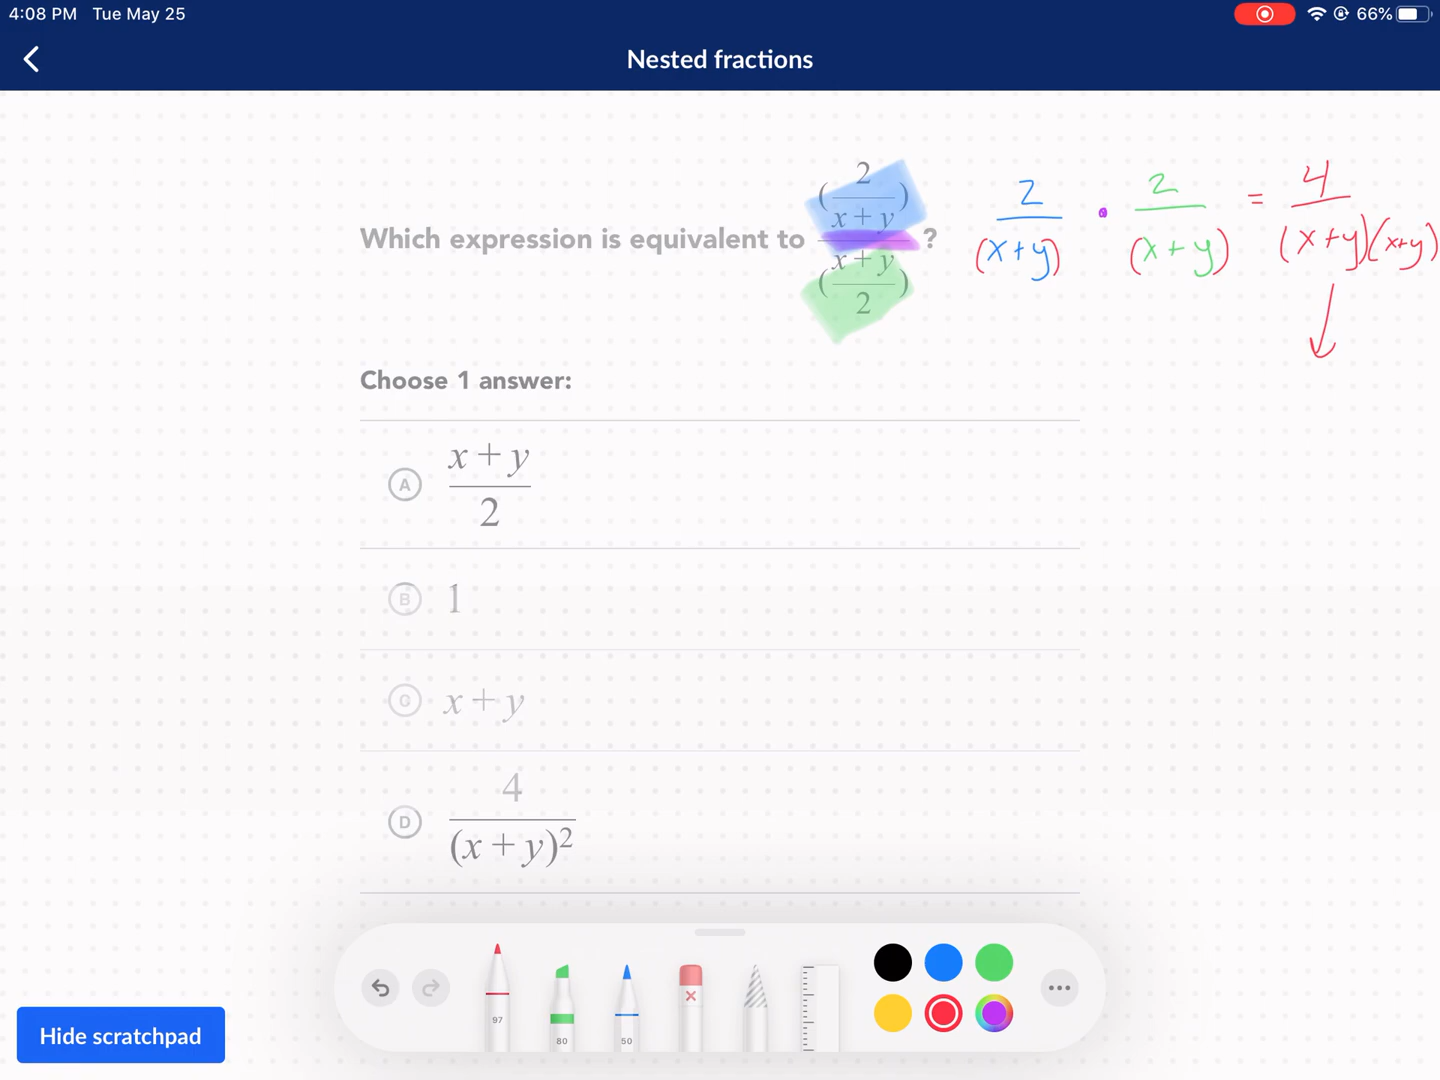 4:08 PM Tue May 25 66%
Nested fractions
Which expression is equivalent to (2/(x + y))/((x + y)/2) ?
2/(x+y) · 2/(x+y) = 4/(x+y)(x+y)
Choose 1 answer:
A (x + y)/2
B 1
C x + y
D 4/(x + y)²
97 80 50
Hide scratchpad